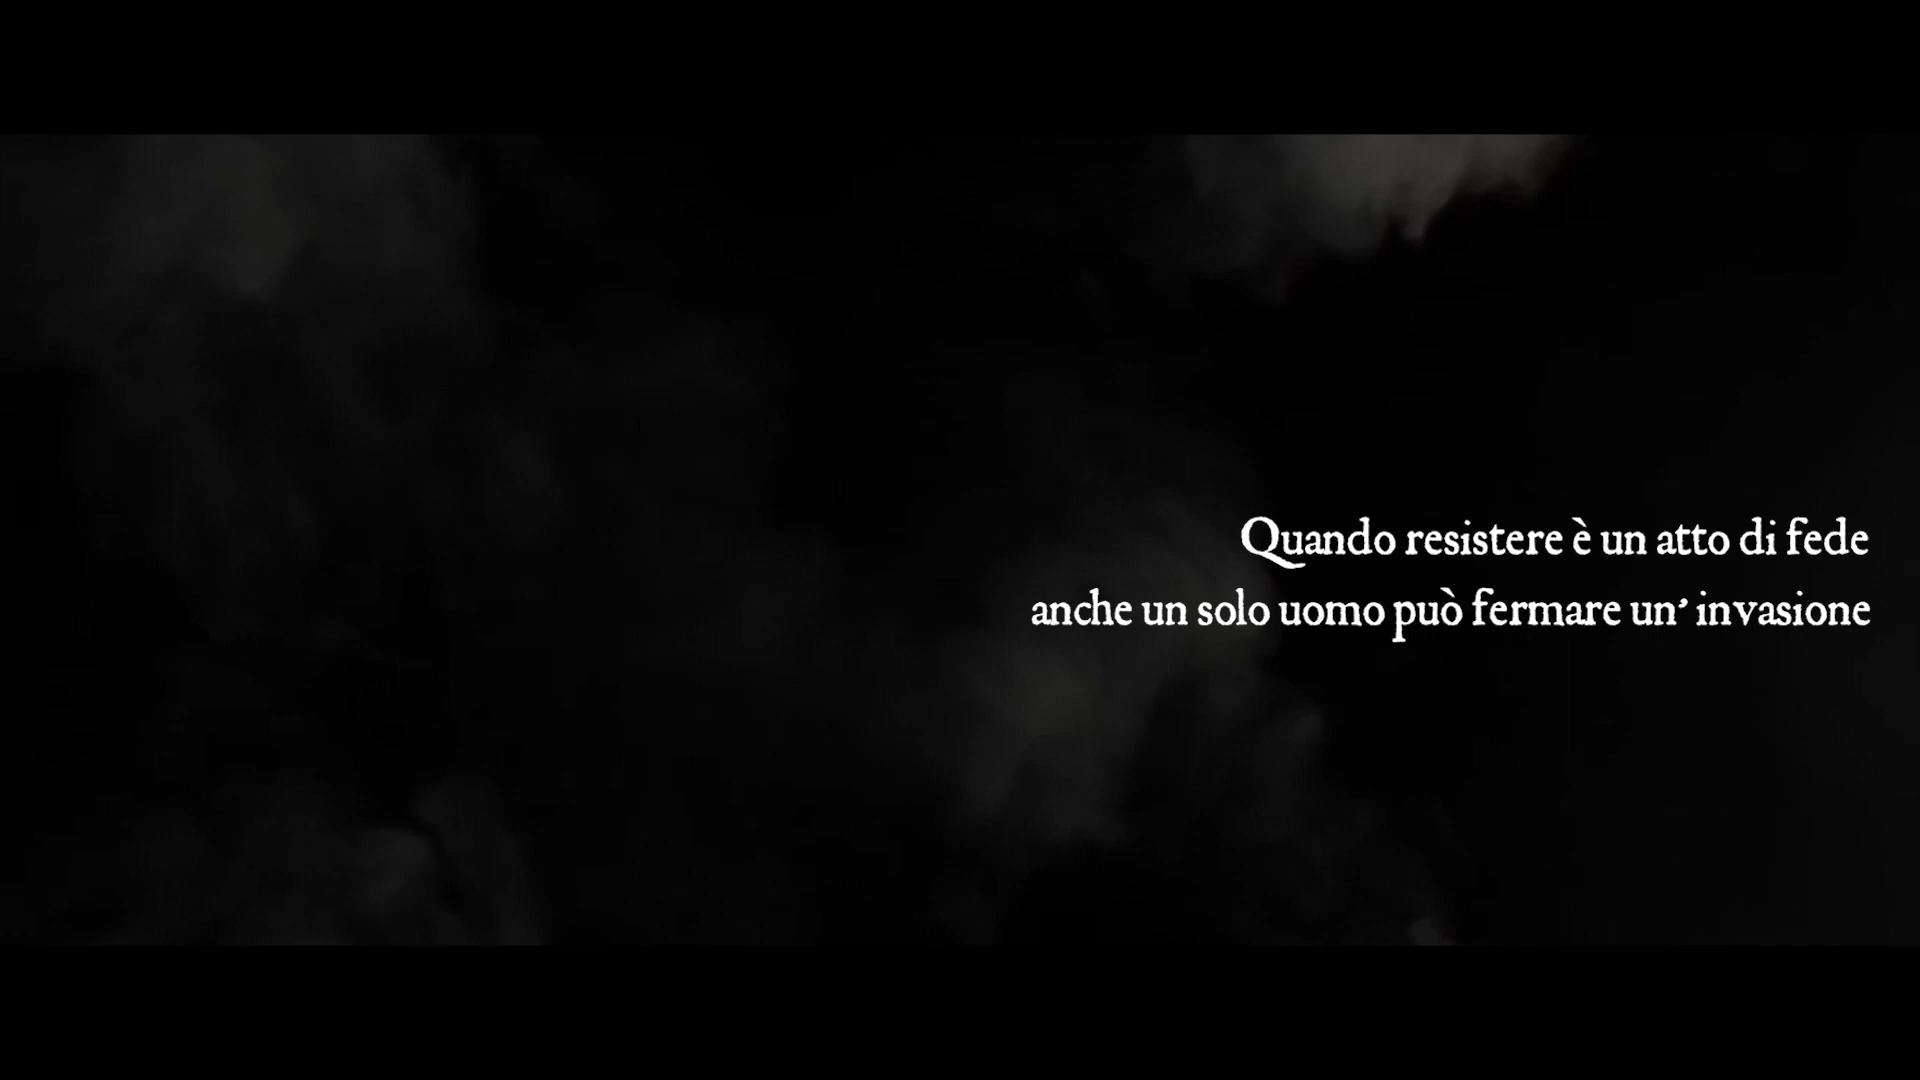 Quando resistere è un atto di fede
anche un solo uomo può fermare un’ invasione